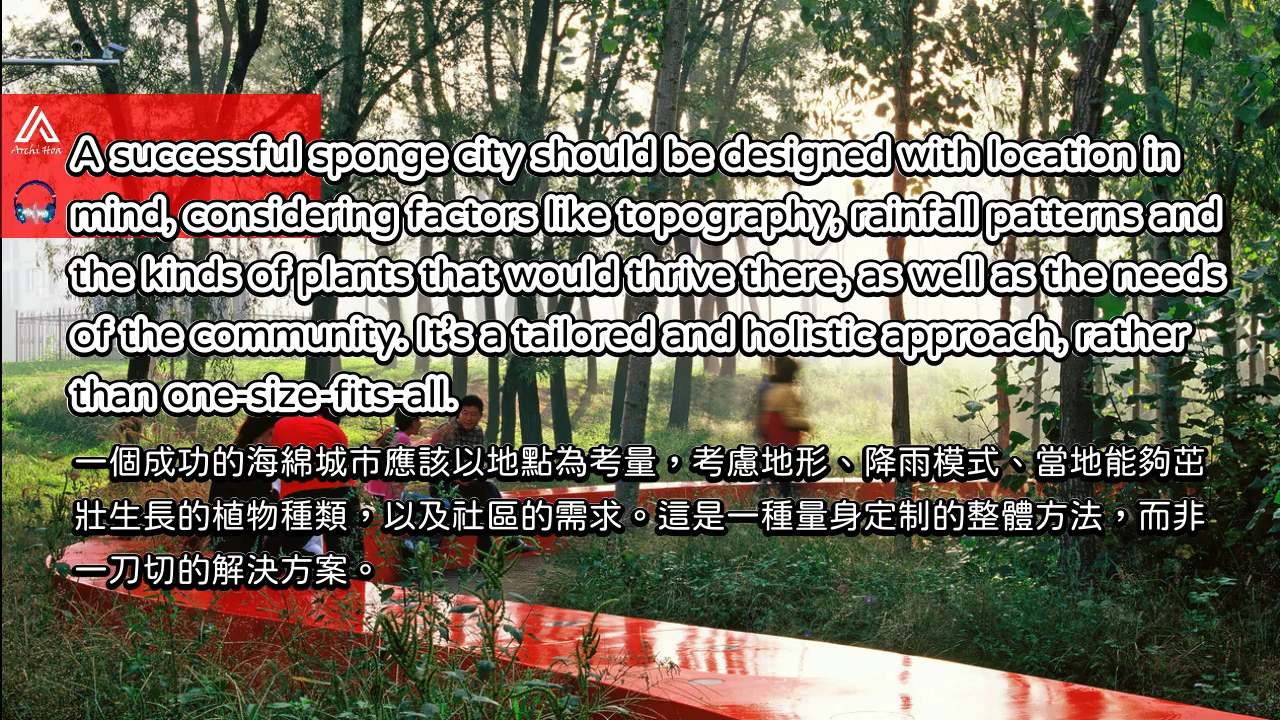 Archi Hoa
A successful sponge city should be designed with location in
mind, considering factors like topography, rainfall patterns and
the kinds of plants that would thrive there, as well as the needs
of the community. It’s a tailored and holistic approach, rather
than one-size-fits-all.
一個成功的海綿城市應該以地點為考量，考慮地形、降雨模式、當地能夠茁
壯生長的植物種類，以及社區的需求。這是一種量身定制的整體方法，而非
一刀切的解決方案。